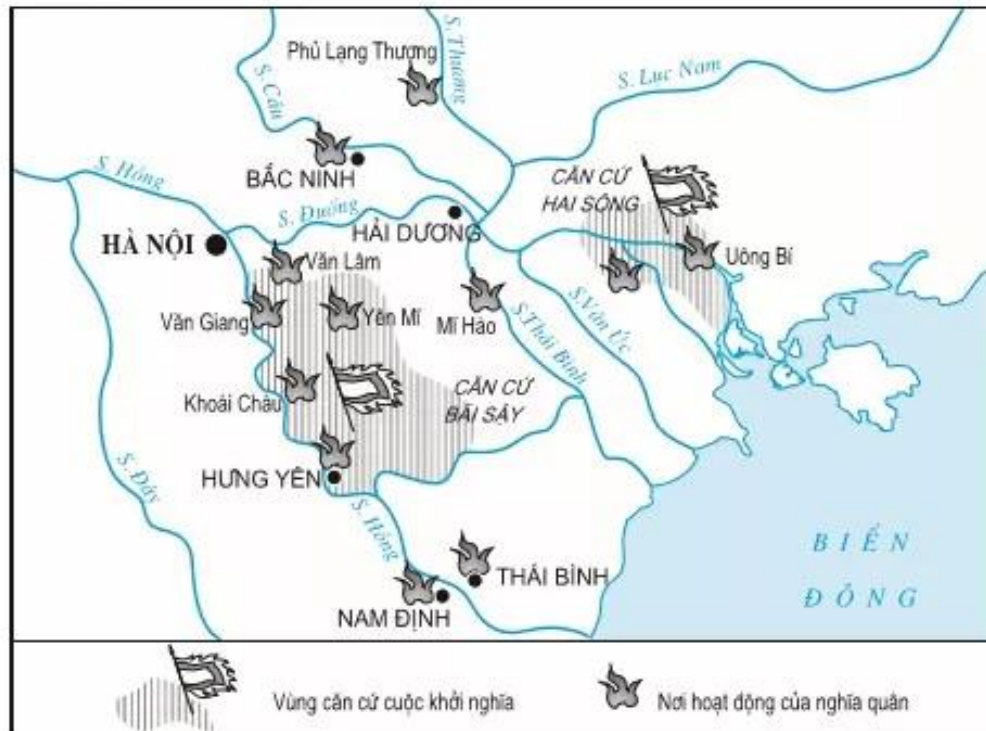 Phủ Lạng Thương
S. Thương
S. Lục Nam
S. Cầu
BẮC NINH
CĂN CỨ
HAI SÔNG
S. Hồng
S. Đuống
HẢI DƯƠNG
HÀ NỘI
Văn Lâm
Uông Bí
Văn Giang
Yên Mĩ
Mĩ Hào
S. Thái Bình
S. Văn Úc
Khoái Châu
CĂN CỨ
BÃI SẬY
S. Đáy
HƯNG YÊN
S. Hồng
BIỂN
ĐÔNG
THÁI BÌNH
NAM ĐỊNH
Vùng căn cứ cuộc khởi nghĩa
Nơi hoạt động của nghĩa quân